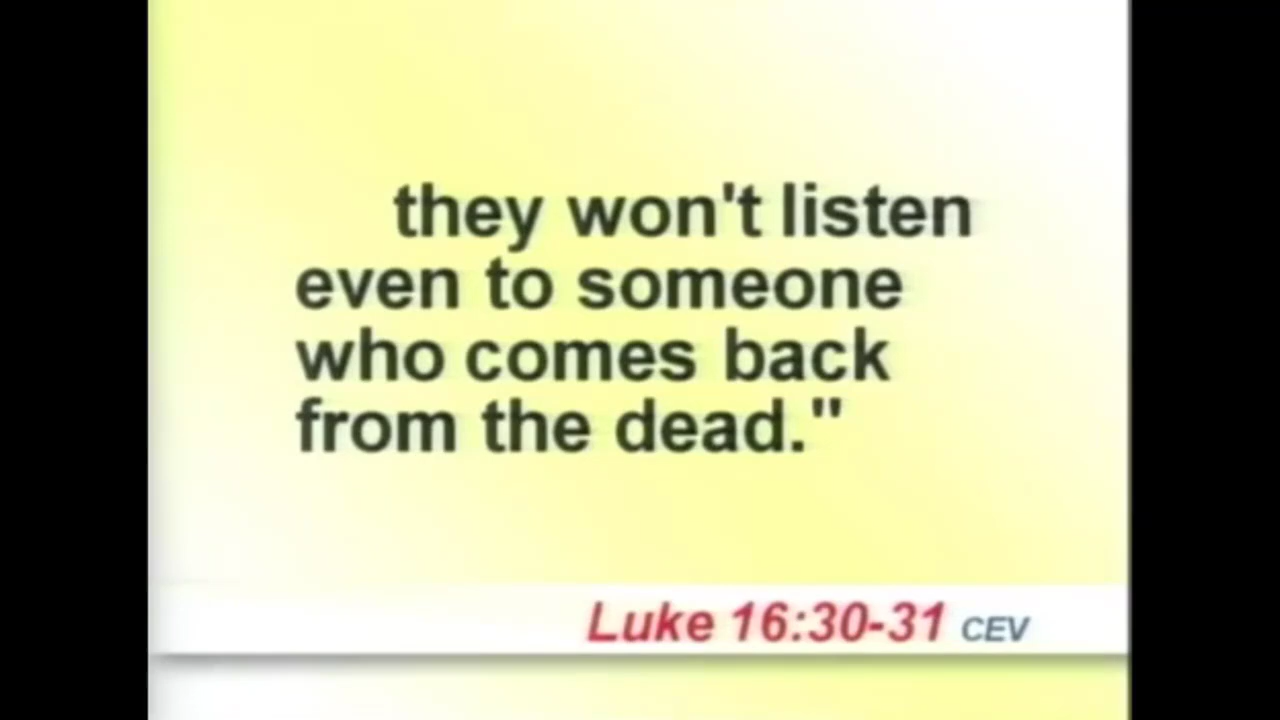 they won't listen
even to someone
who comes back
from the dead."
Luke 16:30-31 CEV